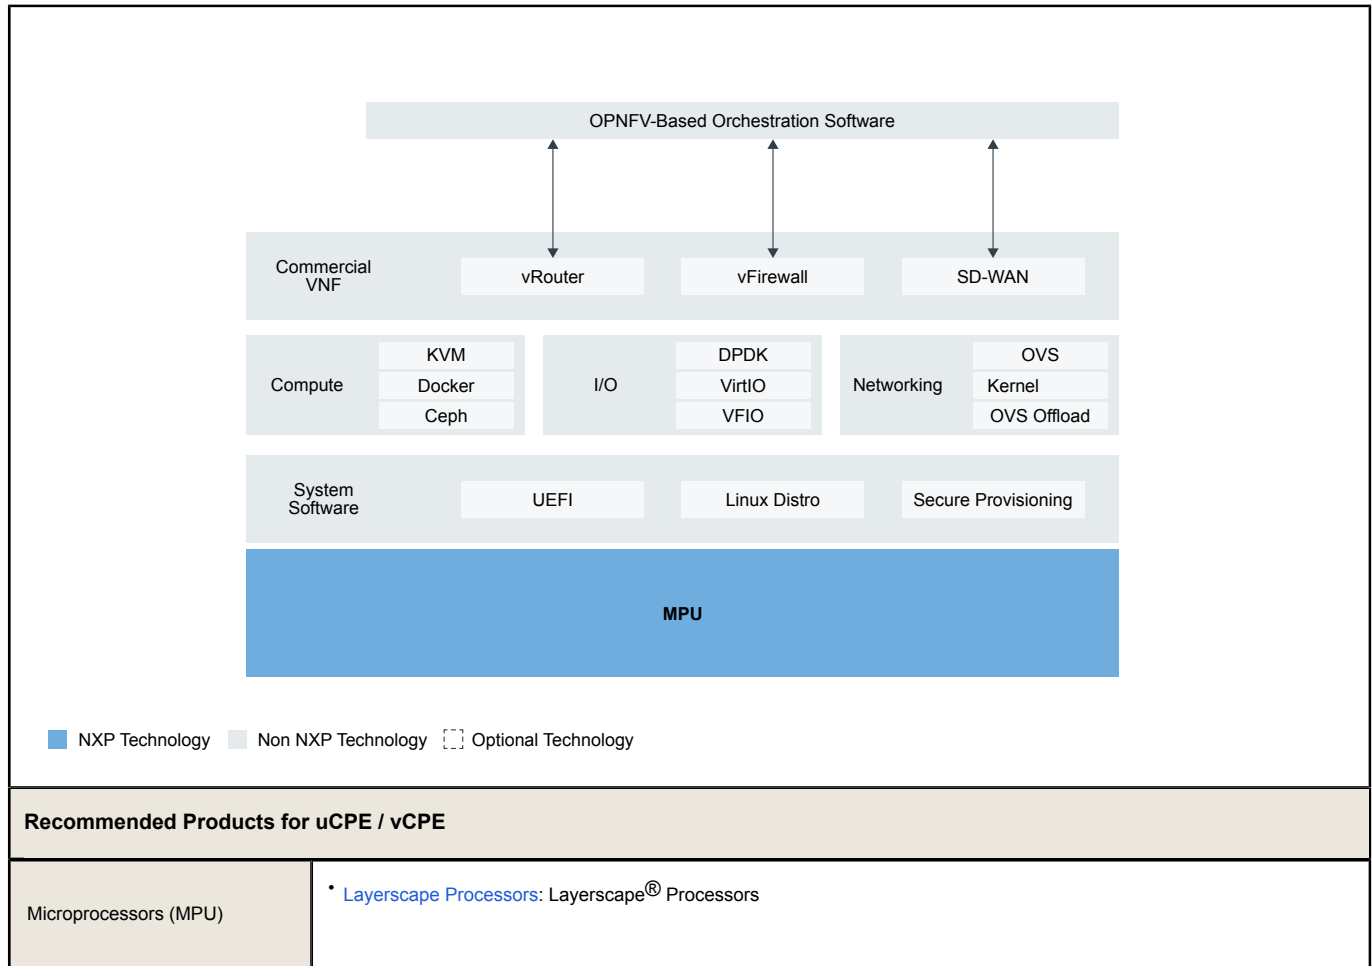 OPNFV-Based Orchestration Software
Commercial
VNF
vRouter
vFirewall
SD-WAN
Compute
KVM
Docker
Ceph
I/O
DPDK
VirtIO
VFIO
Networking
OVS
Kernel
OVS Offload
System
Software
UEFI
Linux Distro
Secure Provisioning
MPU
NXP Technology
Non NXP Technology
Optional Technology
Recommended Products for uCPE / vCPE
Microprocessors (MPU)
• Layerscape Processors: Layerscape® Processors